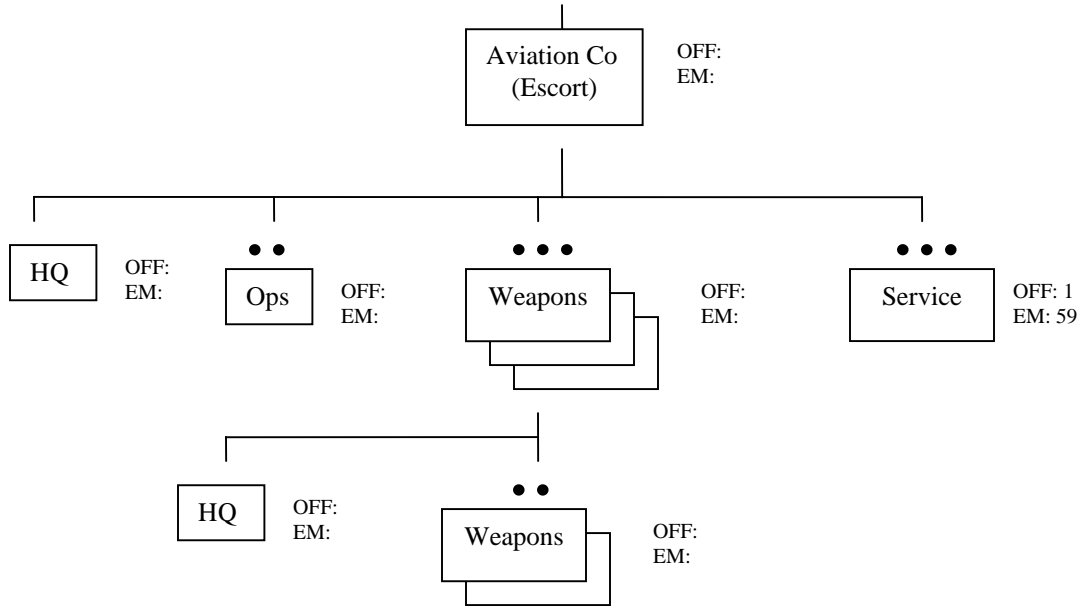 Aviation Co
(Escort)
OFF:
EM:
HQ
OFF:
EM:
Ops
OFF:
EM:
Weapons
OFF:
EM:
Service
OFF: 1
EM: 59
HQ
OFF:
EM:
Weapons
OFF:
EM: